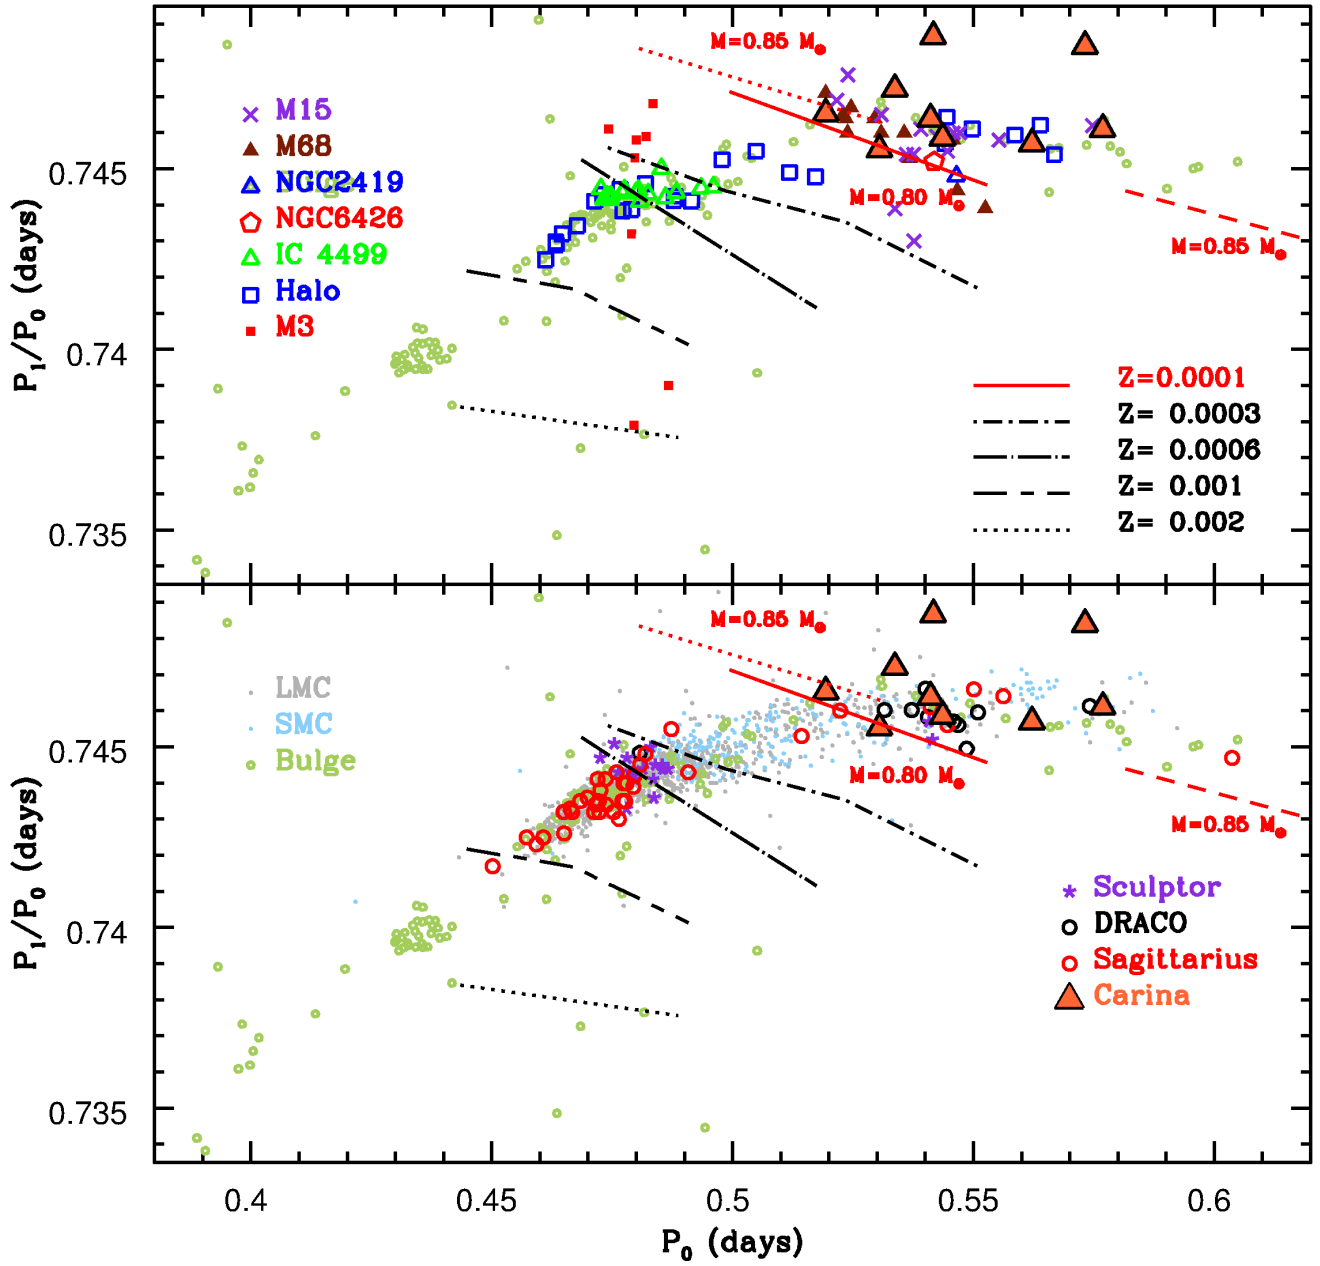 M=0.85 M
M15
M68
NGC2419
NGC6426
IC 4499
Halo
M3
M=0.80 M
M=0.85 M
Z=0.0001
Z= 0.0003
Z= 0.0006
Z= 0.001
Z= 0.002
0.745
0.74
0.735
P1/P0 (days)
M=0.85 M
LMC
SMC
Bulge
M=0.80 M
M=0.85 M
Sculptor
DRACO
Sagittarius
Carina
0.745
0.74
0.735
P1/P0 (days)
0.4 0.45 0.5 0.55 0.6
P0 (days)